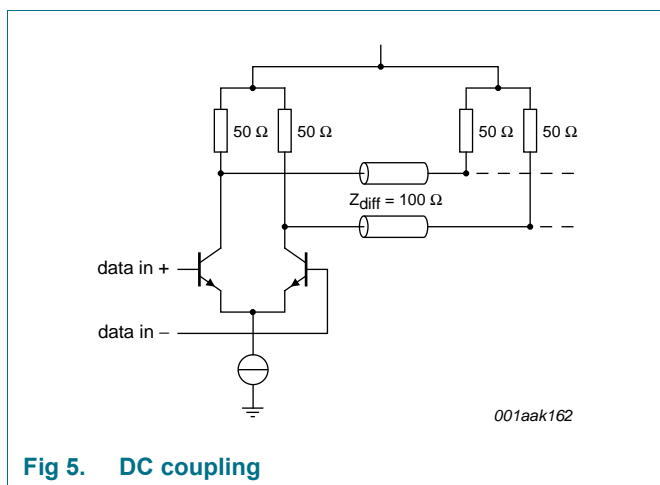 50 Ω 50 Ω 50 Ω 50 Ω
Zdiff = 100 Ω
data in +
data in −
001aak162
Fig 5. DC coupling